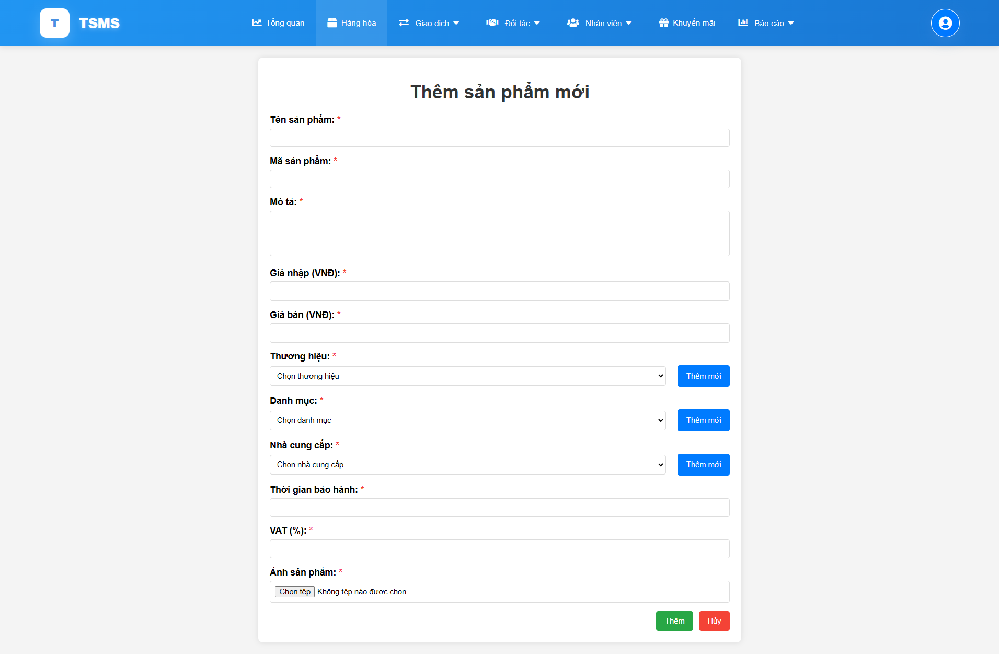 T TSMS Tổng quan Hàng hóa Giao dịch Đối tác Nhân viên Khuyến mãi Báo cáo
Thêm sản phẩm mới
Tên sản phẩm: *
Mã sản phẩm: *
Mô tả: *
Giá nhập (VNĐ): *
Giá bán (VNĐ): *
Thương hiệu: *
Chọn thương hiệu Thêm mới
Danh mục: *
Chọn danh mục Thêm mới
Nhà cung cấp: *
Chọn nhà cung cấp Thêm mới
Thời gian bảo hành: *
VAT (%): *
Ảnh sản phẩm: *
Chọn tệp Không tệp nào được chọn
Thêm Hủy